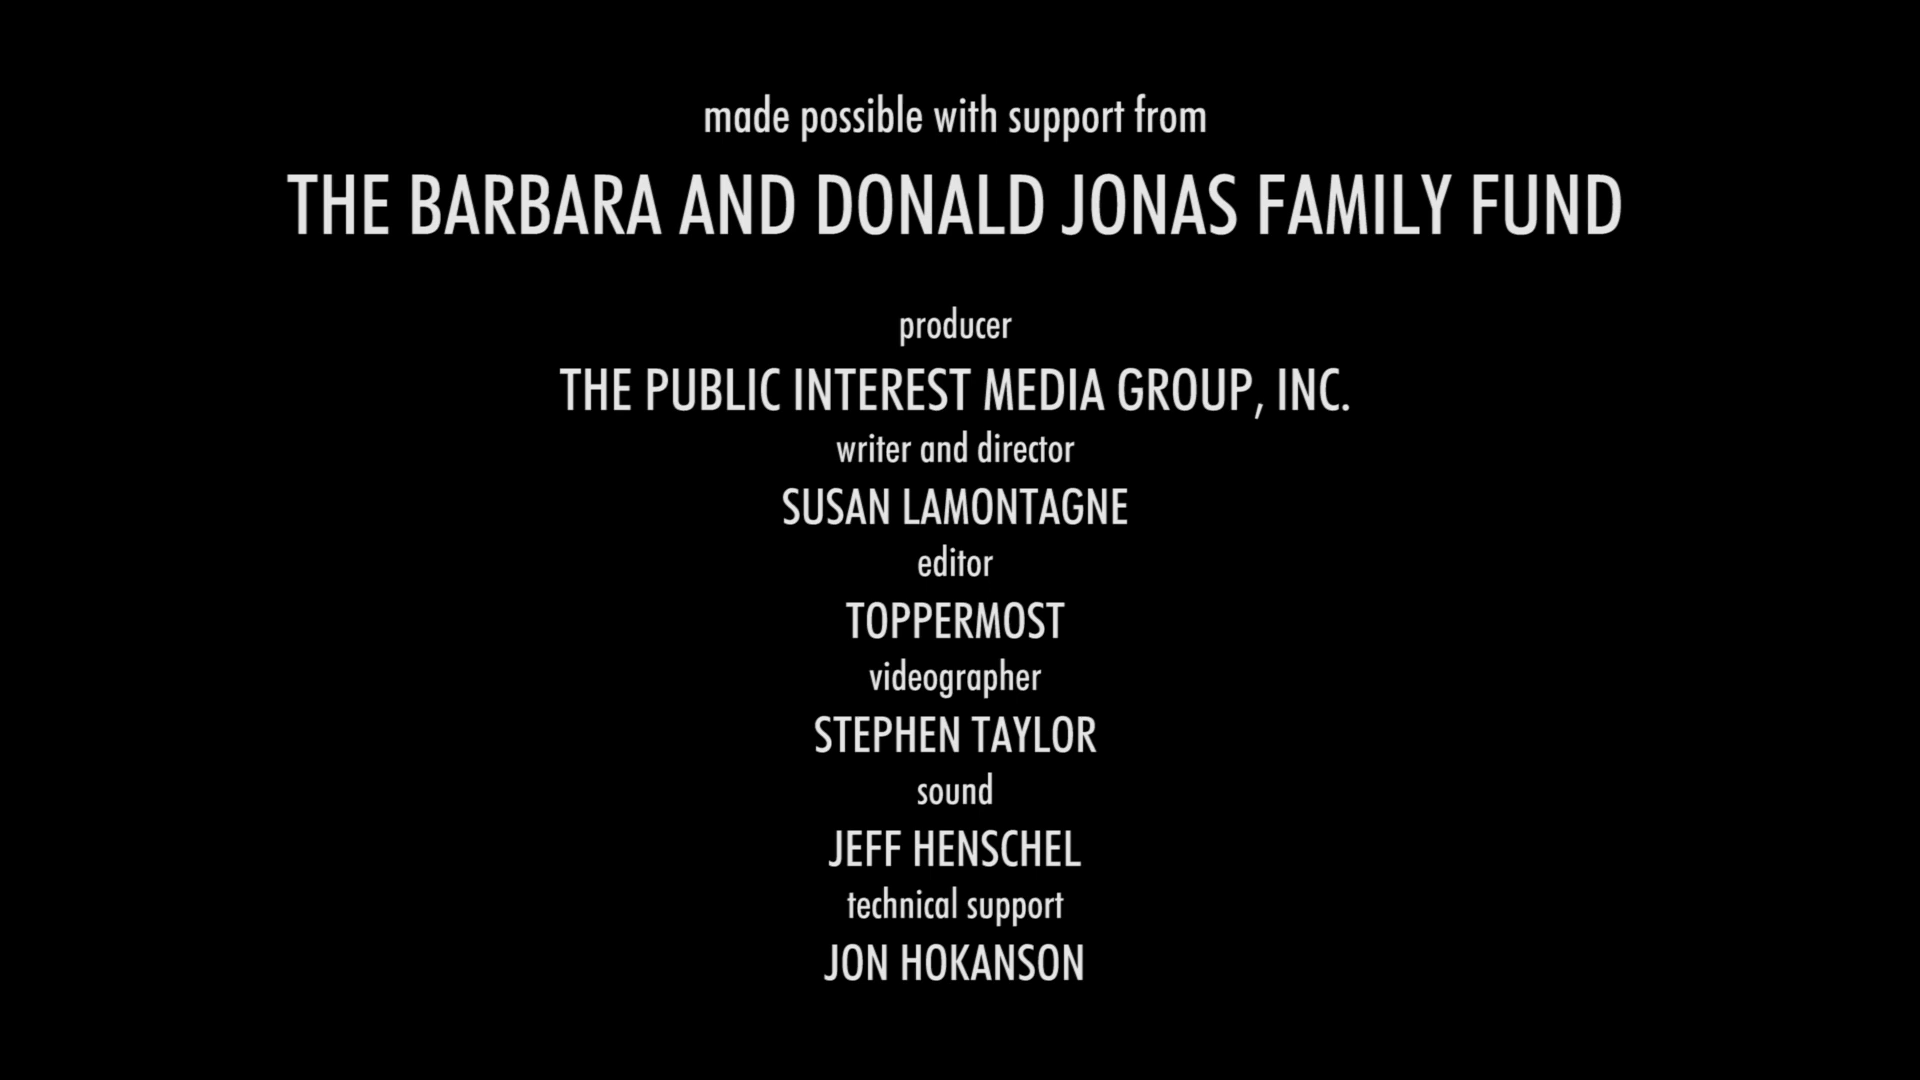 made possible with support from
THE BARBARA AND DONALD JONAS FAMILY FUND
producer
THE PUBLIC INTEREST MEDIA GROUP, INC.
writer and director
SUSAN LAMONTAGNE
editor
TOPPERMOST
videographer
STEPHEN TAYLOR
sound
JEFF HENSCHEL
technical support
JON HOKANSON